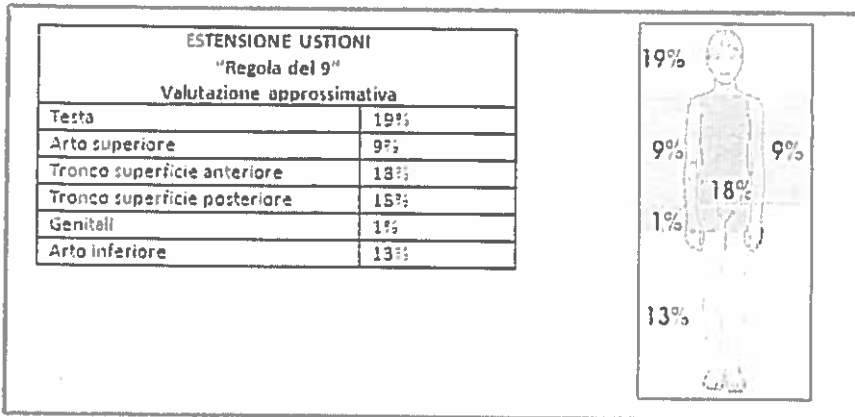 ESTENSIONE USTIONI
"Regola del 9"
Valutazione approssimativa
Testa 19%
Arto superiore 9%
Tronco superficie anteriore 18%
Tronco superficie posteriore
Genitali 1%
Arto inferiore 13%
19%
9% 9%
18%
1%
13%